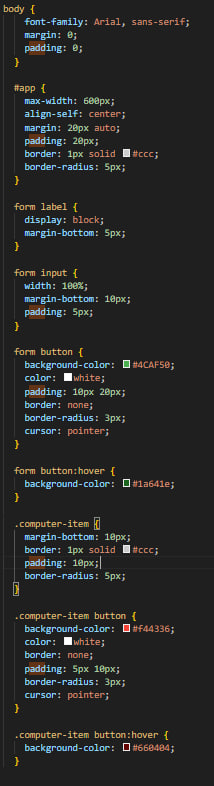 body {
font-family: Arial, sans-serif;
margin: 0;
padding: 0;
}
#app {
max-width: 600px;
align-self: center;
margin: 20px auto;
padding: 20px;
border: 1px solid #ccc;
border-radius: 5px;
}
form label {
display: block;
margin-bottom: 5px;
}
form input {
width: 100%;
margin-bottom: 10px;
padding: 5px;
}
form button {
background-color: #4CAF50;
color: white;
padding: 10px 20px;
border: none;
border-radius: 3px;
cursor: pointer;
}
form button:hover {
background-color: #1a641e;
}
.computer-item {
margin-bottom: 10px;
border: 1px solid #ccc;
padding: 10px;
border-radius: 5px;
}
.computer-item button {
background-color: #f44336;
color: white;
border: none;
padding: 5px 10px;
border-radius: 3px;
cursor: pointer;
}
.computer-item button:hover {
background-color: #660404;
}